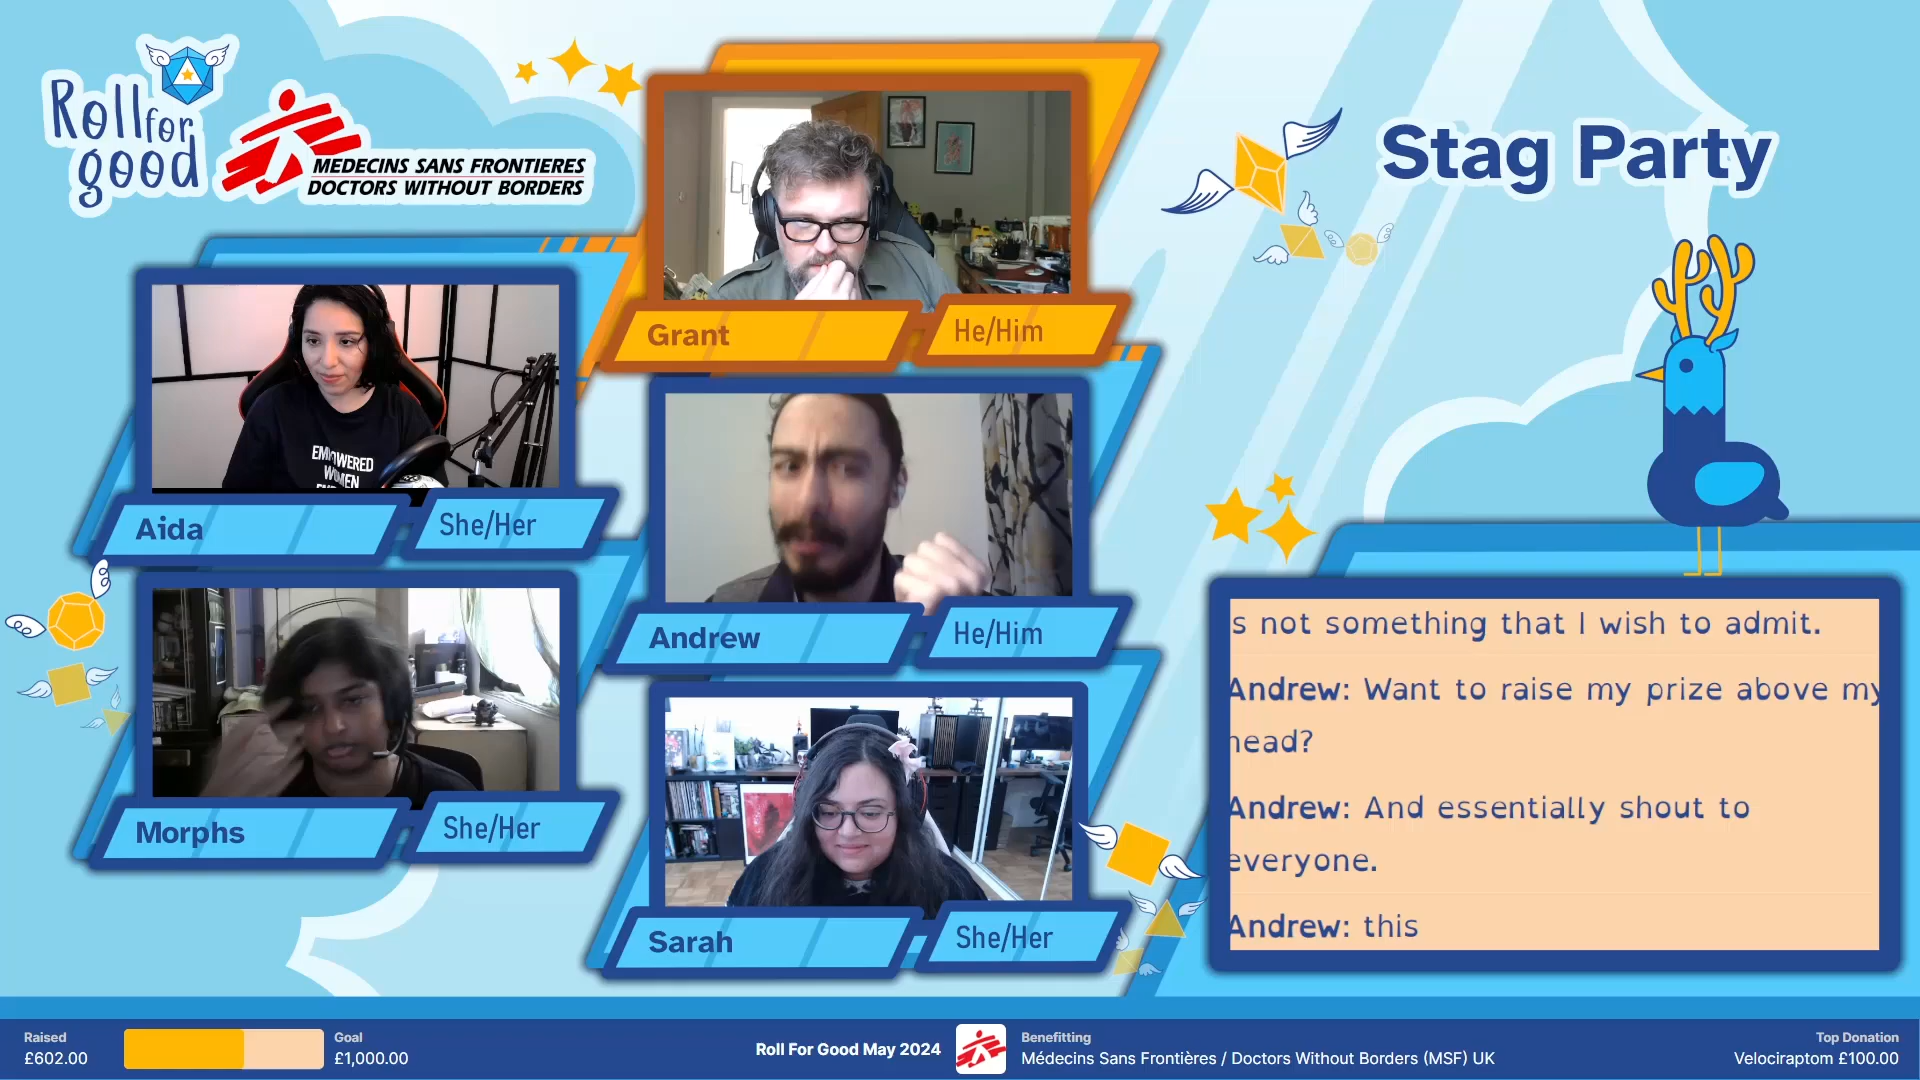 Roll for good
MEDECINS SANS FRONTIERES
DOCTORS WITHOUT BORDERS
Stag Party
Grant
He/Him
EMPOWERED
WOMEN
Aida
She/Her
Andrew
He/Him
Morphs
She/Her
Sarah
She/Her
s not something that I wish to admit.
Andrew: Want to raise my prize above my
head?
Andrew: And essentially shout to
everyone.
Andrew: this
Raised
£602.00
Goal
£1,000.00
Roll For Good May 2024
Benefitting
Médecins Sans Frontières / Doctors Without Borders (MSF) UK
Top Donation
Velociraptom £100.00